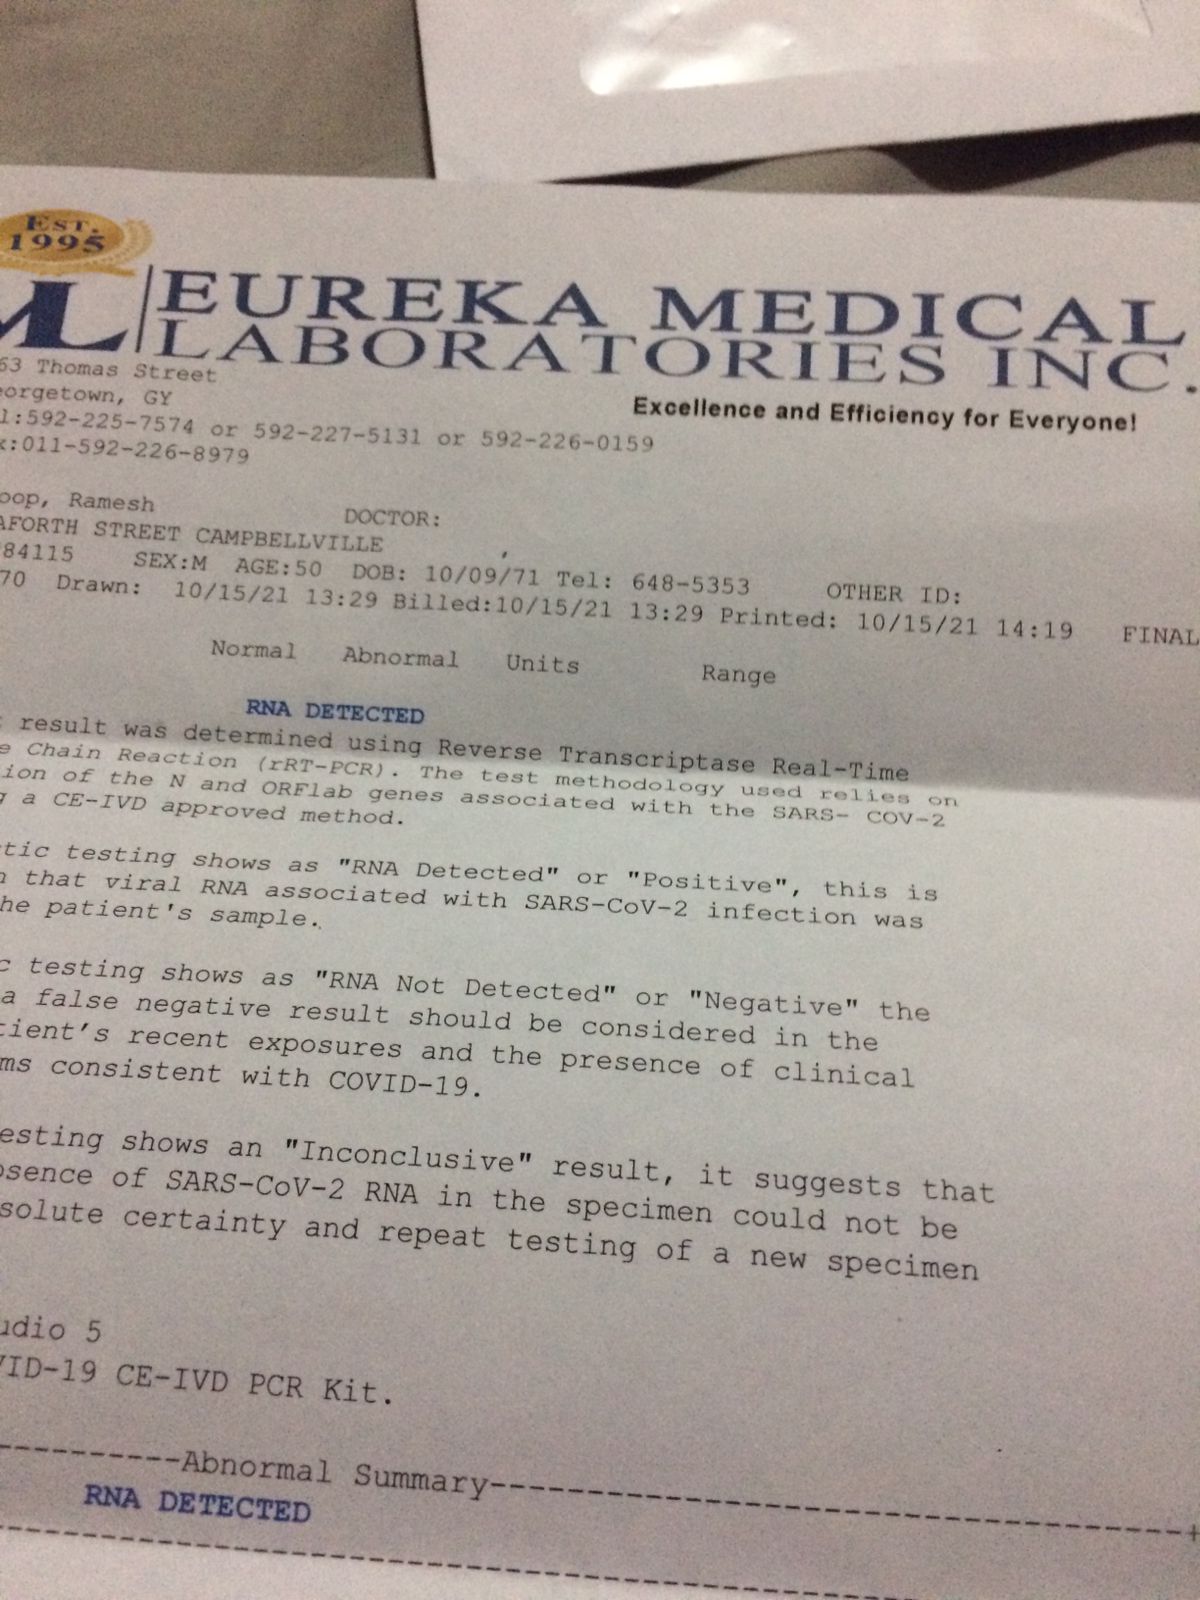 EST.
1995
EUREKA MEDICAL
LABORATORIES INC.
63 Thomas Street
Excellence and Efficiency for Everyone!
eorgetown, GY
l:592-225-7574 or 592-227-5131 or 592-226-0159
x:011-592-226-8979
oop, Ramesh DOCTOR:
AFORTH STREET CAMPBELLVILLE
84115 SEX:M AGE:50 DOB: 10/09/71 Tel: 648-5353 OTHER ID:
70 Drawn: 10/15/21 13:29 Billed:10/15/21 13:29 Printed: 10/15/21 14:19 FINAL
Normal Abnormal Units Range
RNA DETECTED
result was determined using Reverse Transcriptase Real-Time
e Chain Reaction (rRT-PCR). The test methodology used relies on
ion of the N and ORFlab genes associated with the SARS- COV-2
g a CE-IVD approved method.
tic testing shows as "RNA Detected" or "Positive", this is
n that viral RNA associated with SARS-CoV-2 infection was
he patient's sample.
c testing shows as "RNA Not Detected" or "Negative" the
a false negative result should be considered in the
tient's recent exposures and the presence of clinical
ms consistent with COVID-19.
esting shows an "Inconclusive" result, it suggests that
sence of SARS-CoV-2 RNA in the specimen could not be
solute certainty and repeat testing of a new specimen
udio 5
VID-19 CE-IVD PCR Kit.
----------Abnormal Summary----------
RNA DETECTED